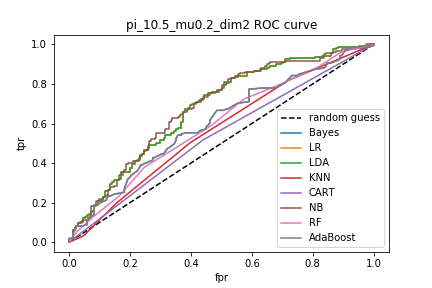 pi_10.5_mu0.2_dim2 ROC curve
1.0
0.8
0.6
0.4
0.2
0.0
tpr
random guess
Bayes
LR
LDA
KNN
CART
NB
RF
AdaBoost
0.0 0.2 0.4 0.6 0.8 1.0
fpr